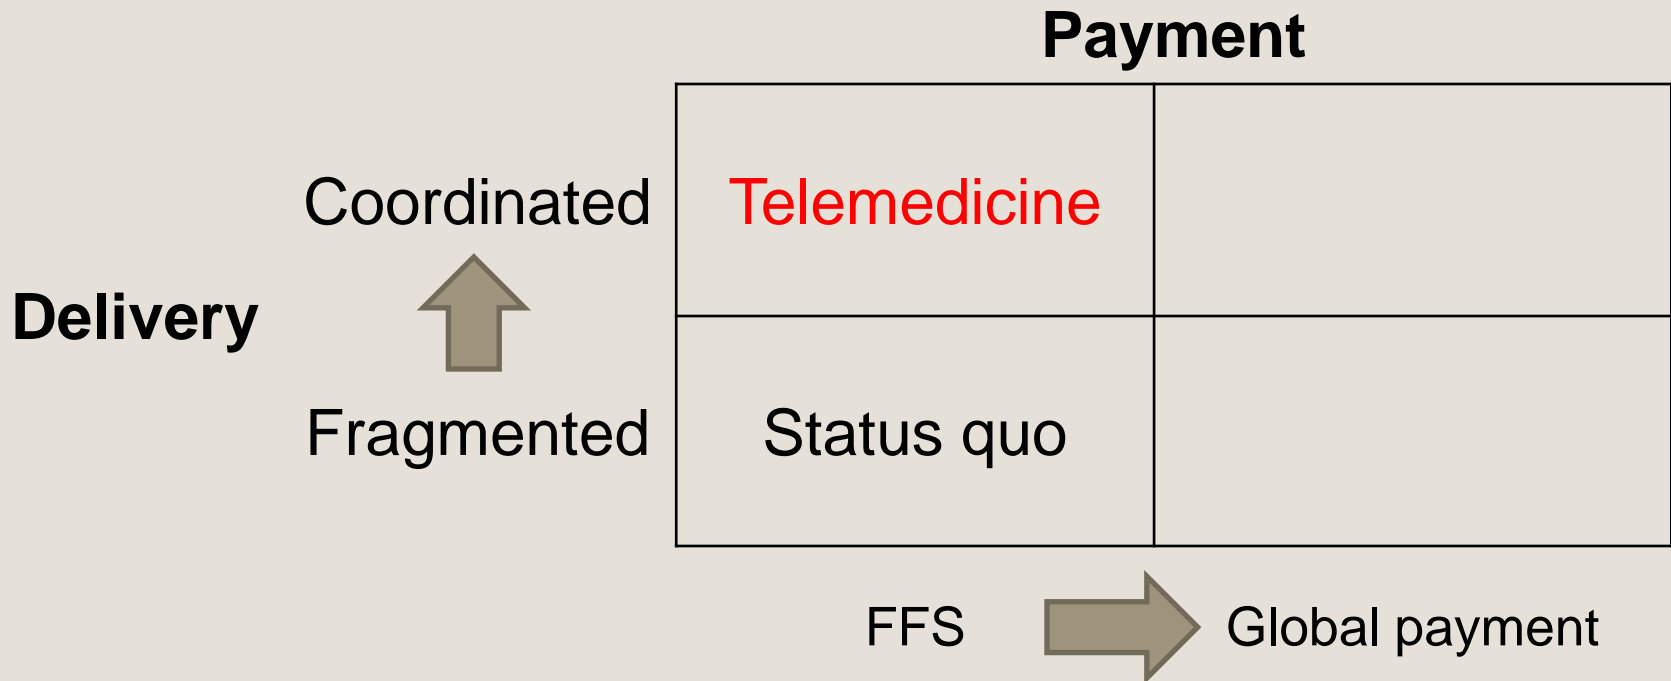 Payment
Coordinated Telemedicine
Delivery
Fragmented Status quo
FFS Global payment